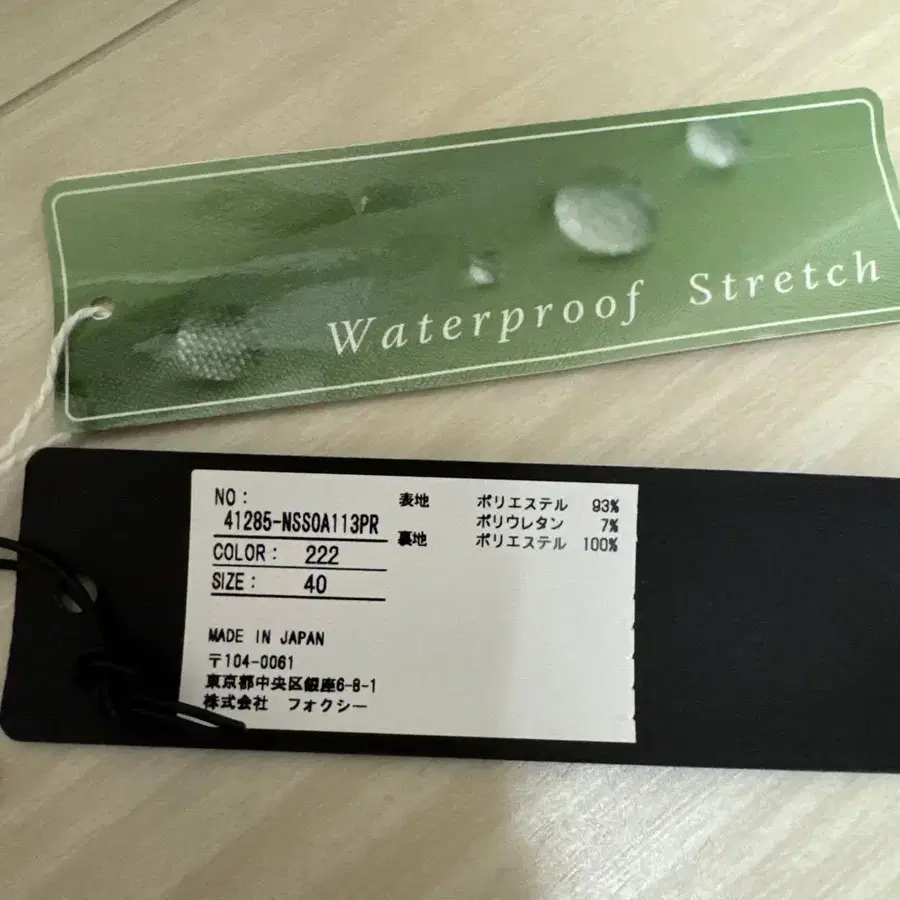 Waterproof Stretch
NO:
41285-NSSOA113PR
COLOR: 222
SIZE: 40
表地 ポリエステル 93%
ポリウレタン 7%
裏地 ポリエステル 100%
MADE IN JAPAN
〒104-0061
東京都中央区銀座6-8-1
株式会社 フォクシー